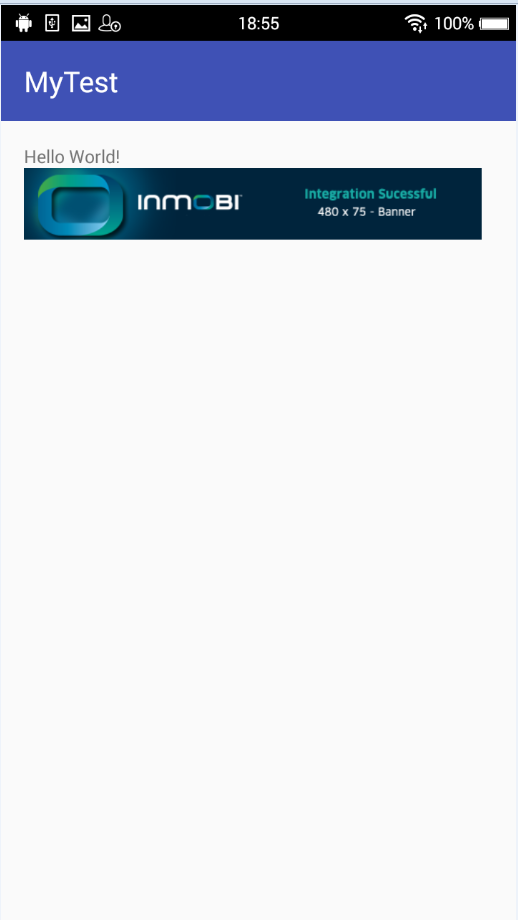 18:55
100%
MyTest
Hello World!
INMOBI
Integration Sucessful
480 x 75 - Banner